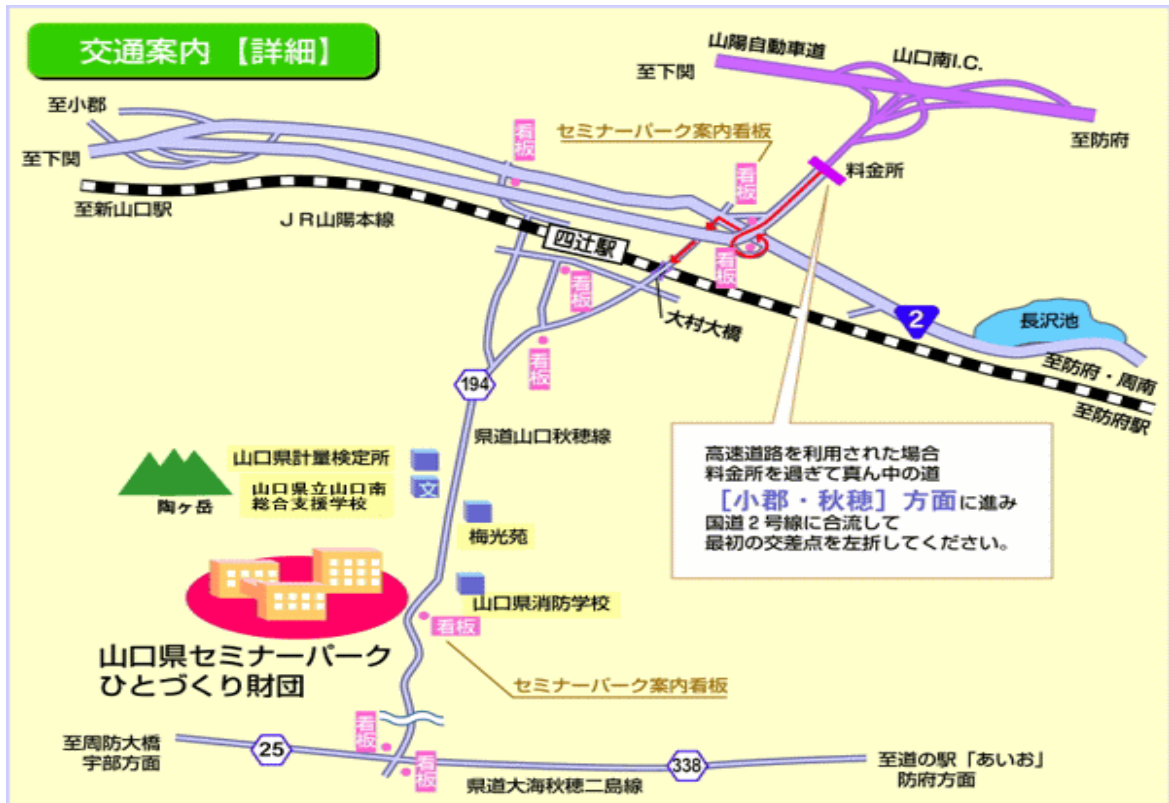 交通案内【詳細】
山陽自動車道
山口南I.C.
至下関
至防府
至小郡
至下関
看板
セミナーパーク案内看板
看板
料金所
至新山口駅
JR山陽本線
四辻駅
看板
看板
大村大橋
2
長沢池
至防府・周南
至防府駅
看板
194
県道山口秋穂線
高速道路を利用された場合
料金所を過ぎて真ん中の道
［小郡・秋穂］方面に進み
国道2号線に合流して
最初の交差点を左折してください。
山口県計量検定所
文
山口県立山口南
総合支援学校
陶ヶ岳
梅光苑
山口県消防学校
看板
山口県セミナーパーク
ひとづくり財団
セミナーパーク案内看板
看板
至周防大橋
宇部方面
25
看板
県道大海秋穂二島線
338
至道の駅「あいお」
防府方面